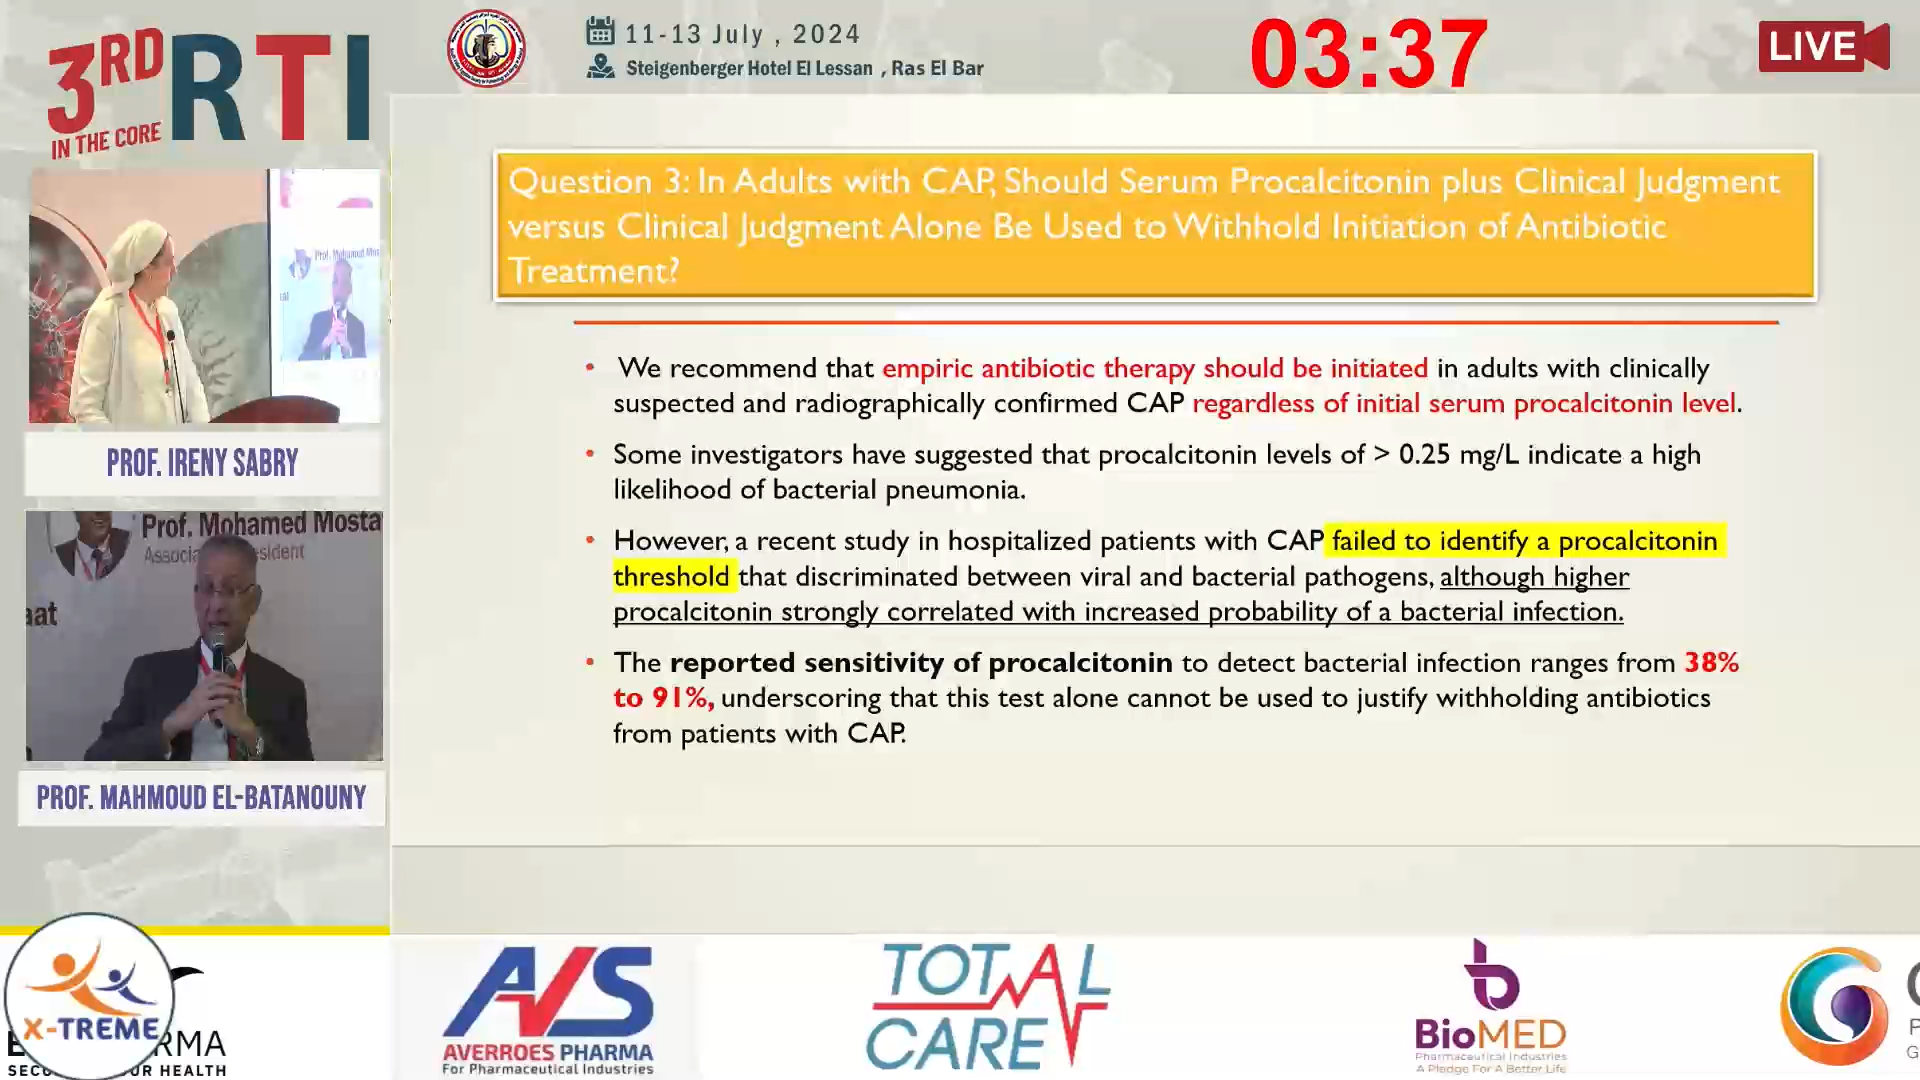 3RD RTI
IN THE CORE
11-13 July , 2024
Steigenberger Hotel El Lessan , Ras El Bar
03:37
LIVE
Prof. Mohamed Mos
PROF. IRENY SABRY
Prof. Mohamed Mosta
Associa
sident
aat
PROF. MAHMOUD EL-BATANOUNY
Question 3: In Adults with CAP, Should Serum Procalcitonin plus Clinical Judgment
versus Clinical Judgment Alone Be Used to Withhold Initiation of Antibiotic
Treatment?
• We recommend that empiric antibiotic therapy should be initiated in adults with clinically
suspected and radiographically confirmed CAP regardless of initial serum procalcitonin level.
• Some investigators have suggested that procalcitonin levels of > 0.25 mg/L indicate a high
likelihood of bacterial pneumonia.
• However, a recent study in hospitalized patients with CAP failed to identify a procalcitonin
threshold that discriminated between viral and bacterial pathogens, although higher
procalcitonin strongly correlated with increased probability of a bacterial infection.
• The reported sensitivity of procalcitonin to detect bacterial infection ranges from 38%
to 91%, underscoring that this test alone cannot be used to justify withholding antibiotics
from patients with CAP.
X-TREME
RMA
SECU
UR HEALTH
AVS
AVERROES PHARMA
For Pharmaceutical Industries
TOTAL
CARE
BioMED
Pharmaceutical Industries
A Pledge For A Better Life